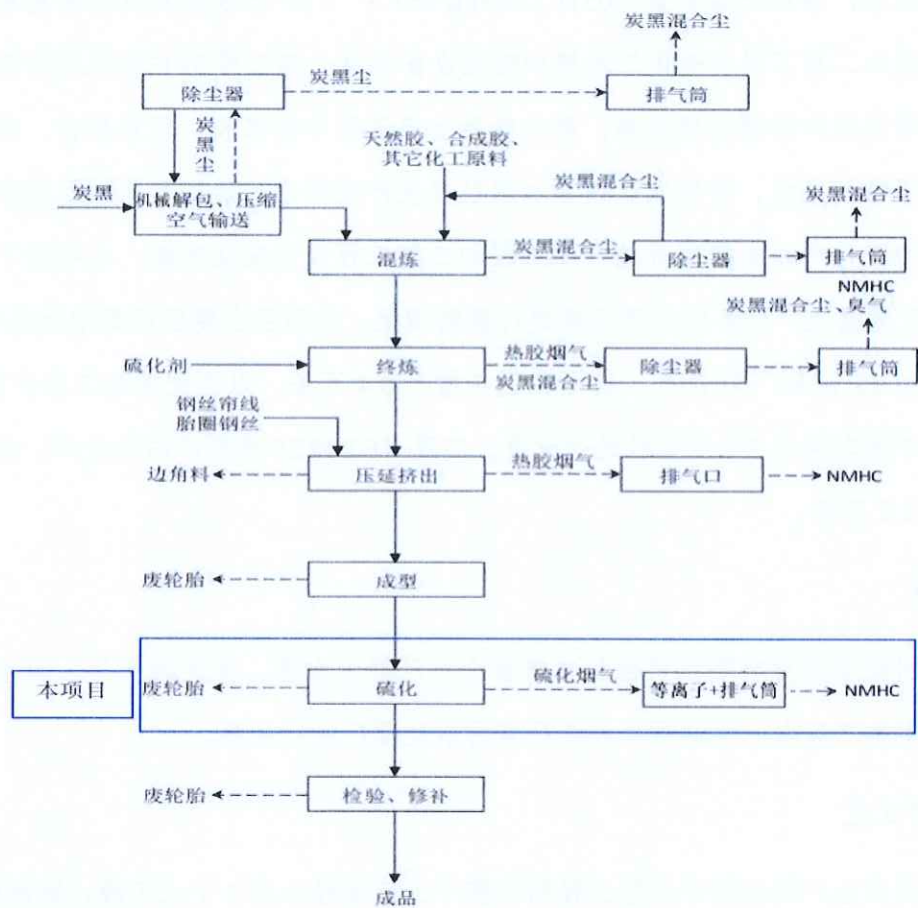 炭黑混合尘
除尘器
炭黑尘
排气筒
炭黑尘
天然胶、合成胶、
其它化工原料
炭黑混合尘
炭黑混合尘
炭黑
机械解包、压缩
空气输送
混炼
炭黑混合尘
除尘器
排气筒
NMHC
炭黑混合尘、臭气
硫化剂
终炼
热胶烟气
炭黑混合尘
除尘器
排气筒
钢丝帘线
胎圈钢丝
边角料
压延挤出
热胶烟气
排气口
NMHC
废轮胎
成型
本项目
废轮胎
硫化
硫化烟气
等离子+排气筒
NMHC
废轮胎
检验、修补
成品